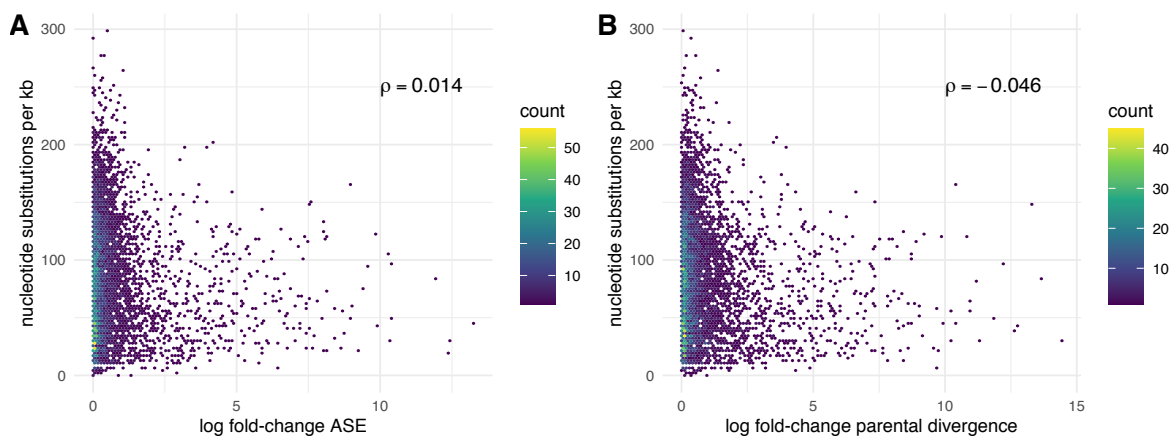 A
300
200
100
0
nucleotide substitutions per kb
ρ = 0.014
count
50
40
30
20
10
0
5
10
log fold-change ASE
B
300
200
100
0
nucleotide substitutions per kb
ρ = − 0.046
count
40
30
20
10
0
5
10
15
log fold-change parental divergence